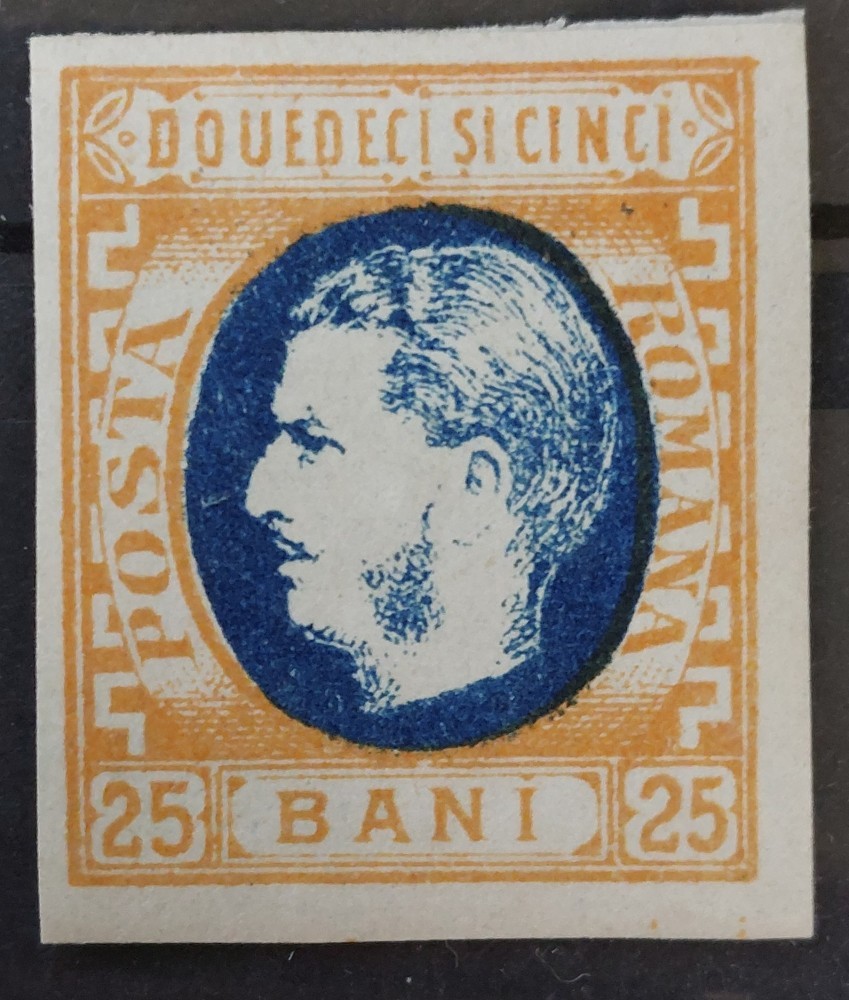 DOUEDECI SI CINCI
POSTA
ROMANA
25 BANI 25